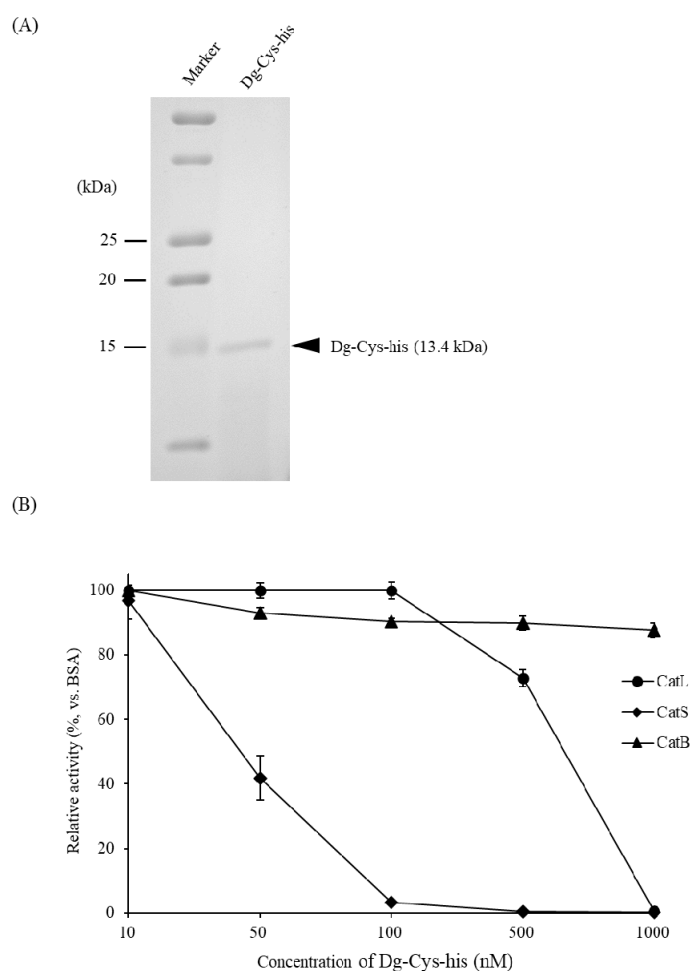 (A)
Marker
Dg-Cys-his
(kDa)
25
20
15
Dg-Cys-his (13.4 kDa)
(B)
100
80
60
40
20
0
Relative activity (%, vs. BSA)
CatL
CatS
CatB
10 50 100 500 1000
Concentration of Dg-Cys-his (nM)